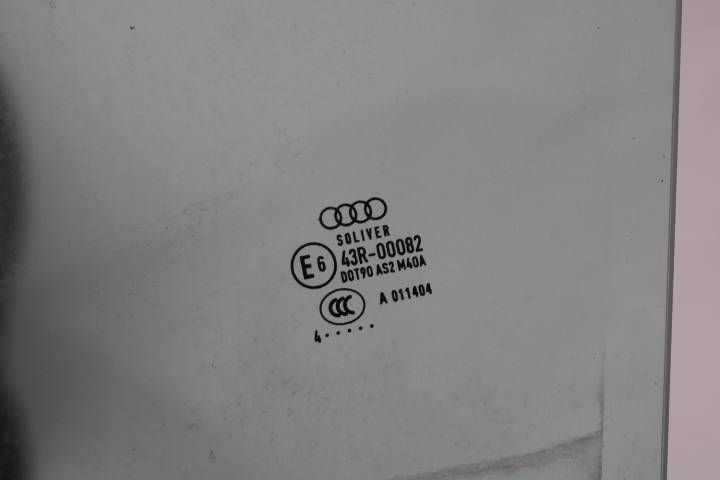 SOLIVER
E6 43R-00082
DOT90 AS2 M40A
CCC A 011404
4.....